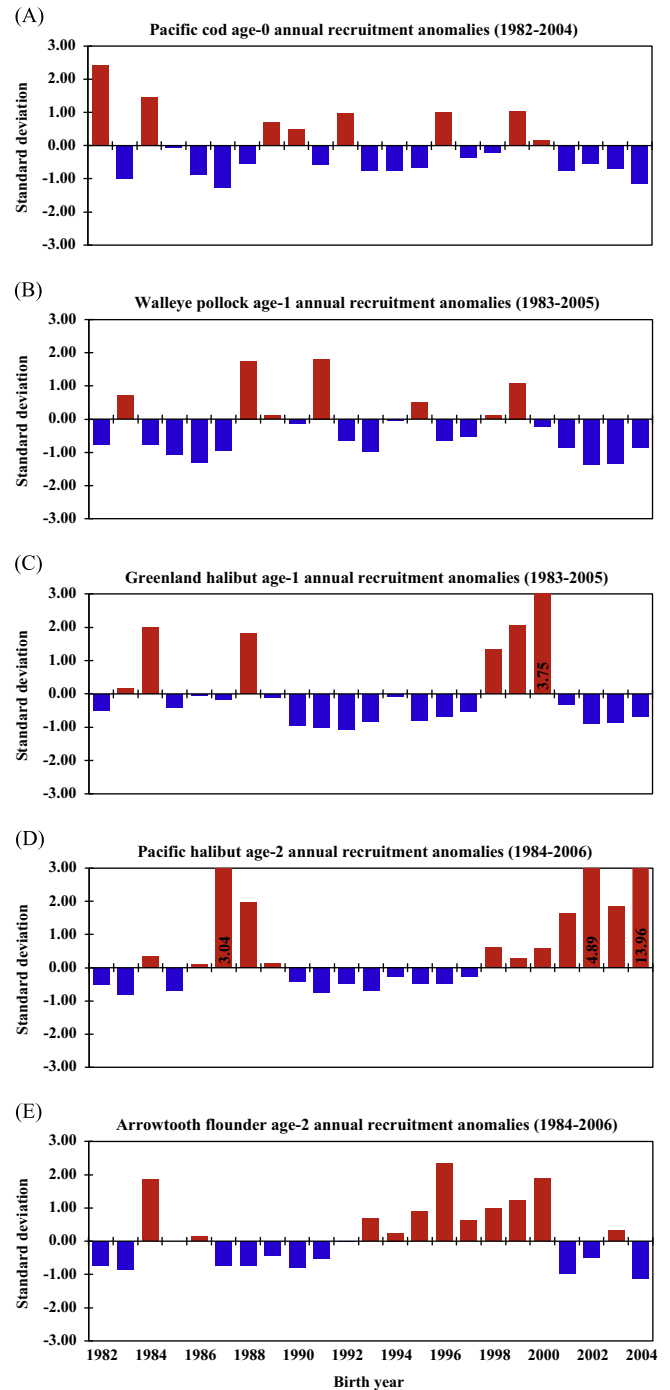 (A)
Pacific cod age-0 annual recruitment anomalies (1982-2004)
Standard deviation
3.00
2.00
1.00
0.00
-1.00
-2.00
-3.00
(B)
Walleye pollock age-1 annual recruitment anomalies (1983-2005)
Standard deviation
3.00
2.00
1.00
0.00
-1.00
-2.00
-3.00
(C)
Greenland halibut age-1 annual recruitment anomalies (1983-2005)
Standard deviation
3.00
2.00
1.00
0.00
-1.00
-2.00
-3.00
3.75
(D)
Pacific halibut age-2 annual recruitment anomalies (1984-2006)
Standard deviation
3.00
2.00
1.00
0.00
-1.00
-2.00
-3.00
3.04
4.89
13.96
(E)
Arrowtooth flounder age-2 annual recruitment anomalies (1984-2006)
Standard deviation
3.00
2.00
1.00
0.00
-1.00
-2.00
-3.00
1982 1984 1986 1988 1990 1992 1994 1996 1998 2000 2002 2004
Birth year